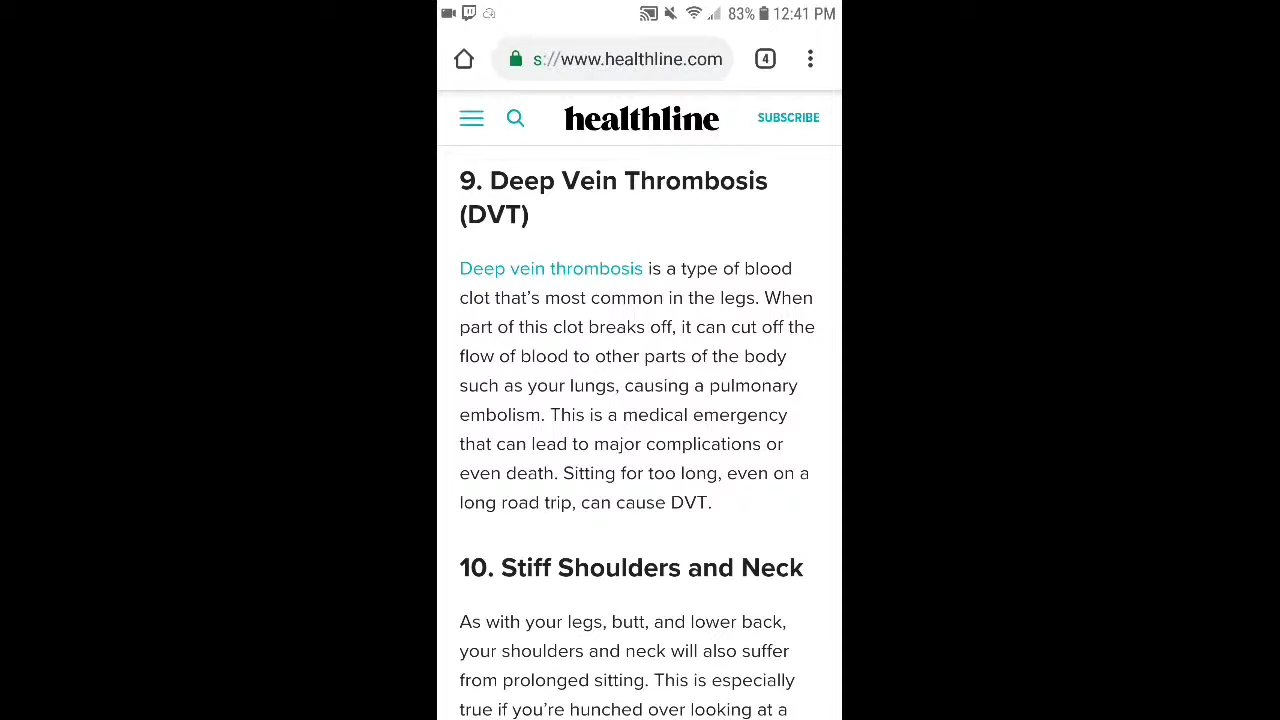 83% 12:41 PM
s://www.healthline.com
4
healthline
SUBSCRIBE
9. Deep Vein Thrombosis
(DVT)
Deep vein thrombosis is a type of blood
clot that’s most common in the legs. When
part of this clot breaks off, it can cut off the
flow of blood to other parts of the body
such as your lungs, causing a pulmonary
embolism. This is a medical emergency
that can lead to major complications or
even death. Sitting for too long, even on a
long road trip, can cause DVT.
10. Stiff Shoulders and Neck
As with your legs, butt, and lower back,
your shoulders and neck will also suffer
from prolonged sitting. This is especially
true if you’re hunched over looking at a